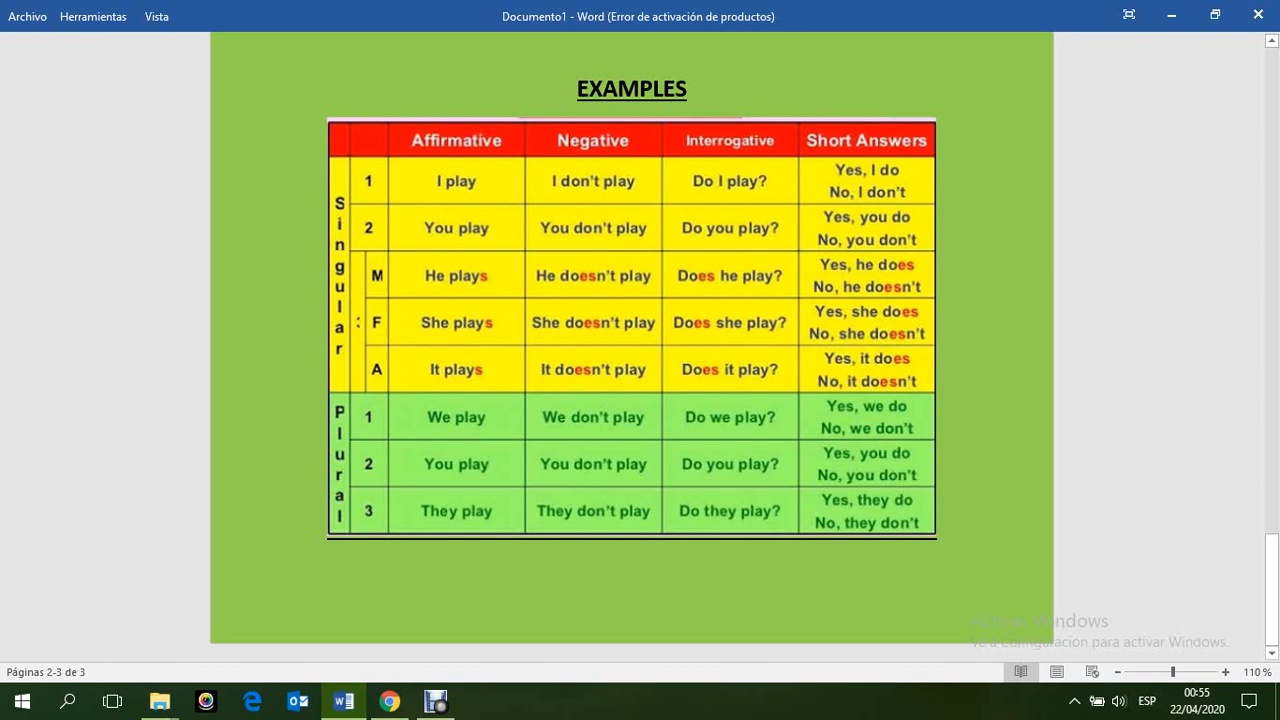 Archivo Herramientas Vista
Documento1 - Word (Error de activación de productos)
EXAMPLES
Affirmative Negative Interrogative Short Answers
Singular
1 I play I don't play Do I play? Yes, I do
No, I don't
2 You play You don't play Do you play? Yes, you do
No, you don't
:
M He plays He doesn't play Does he play? Yes, he does
No, he doesn't
F She plays She doesn't play Does she play? Yes, she does
No, she doesn't
A It plays It doesn't play Does it play? Yes, it does
No, it doesn't
Plural
1 We play We don't play Do we play? Yes, we do
No, we don't
2 You play You don't play Do you play? Yes, you do
No, you don't
3 They play They don't play Do they play? Yes, they do
No, they don't
Activar Windows
Ve a Configuración para activar Windows.
Páginas 2-3 de 3
110 %
ESP
00:55
22/04/2020